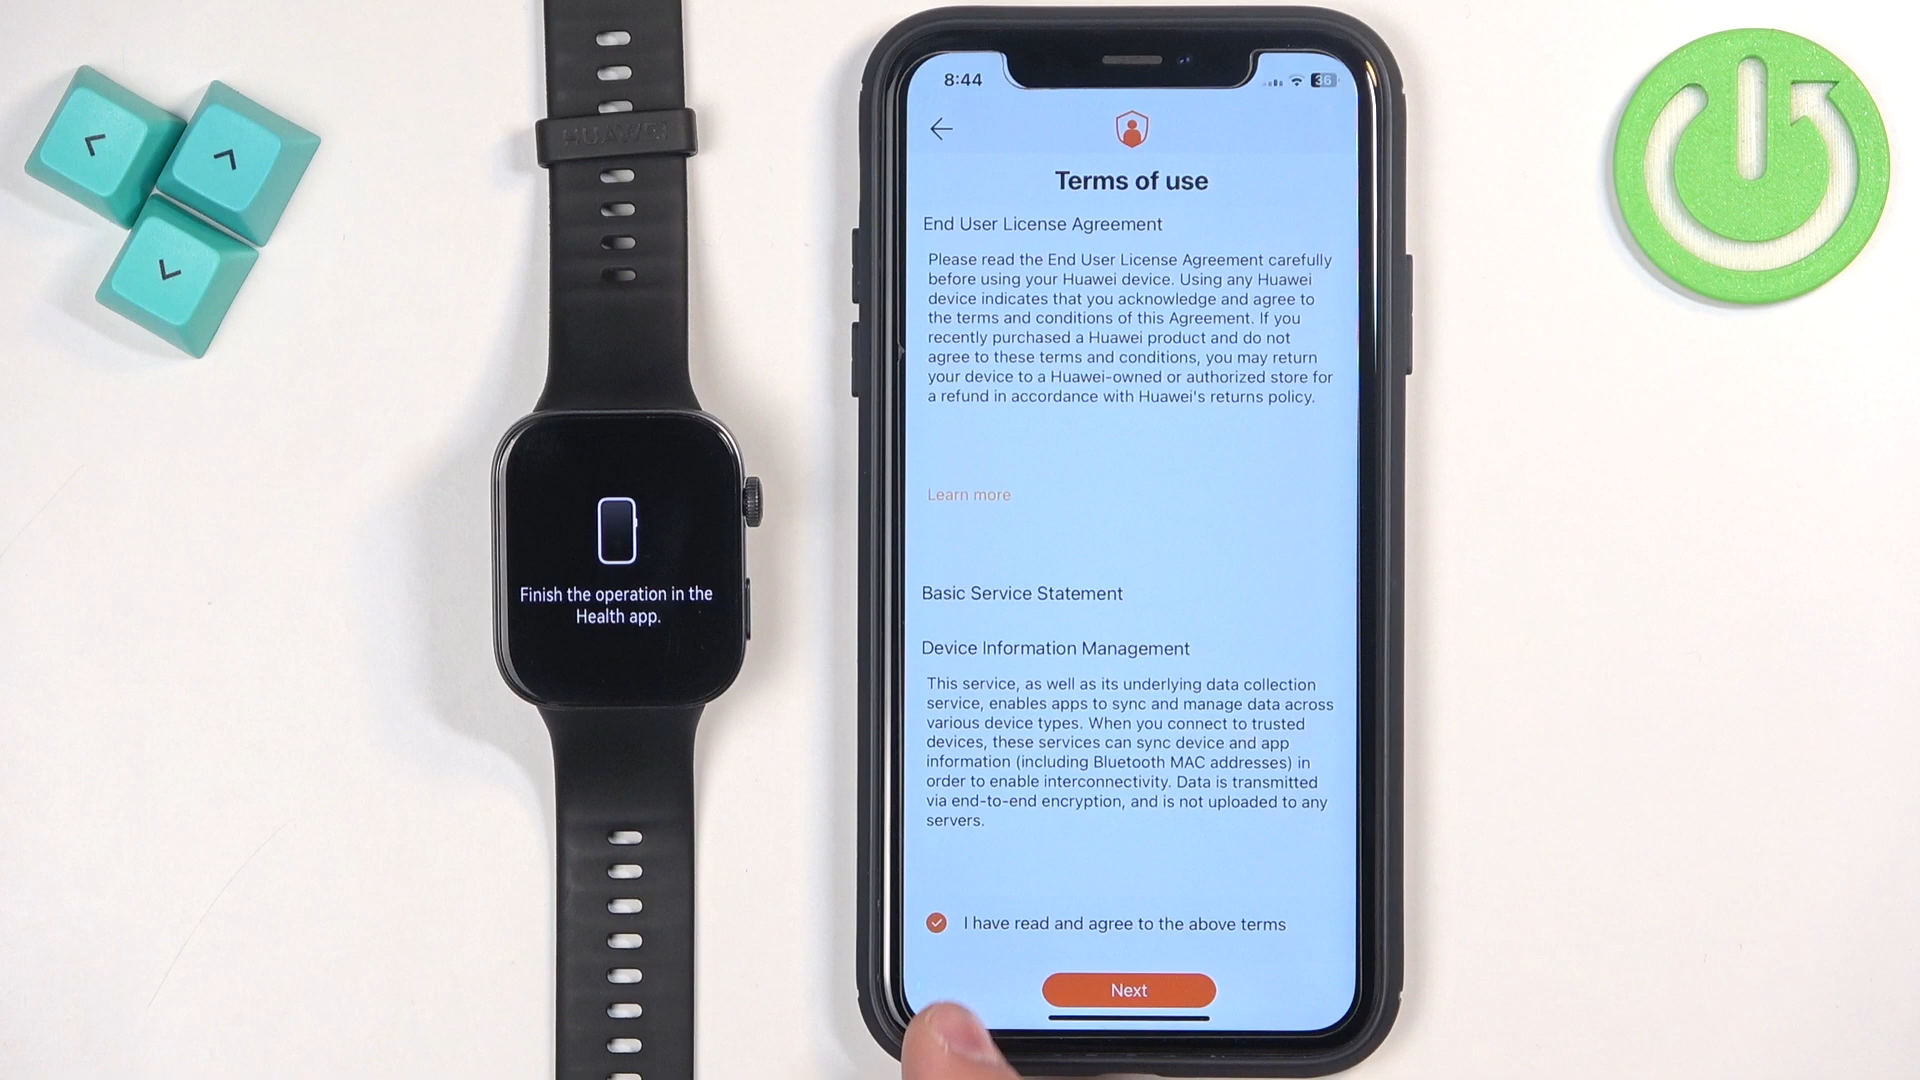 HUAWEI
Finish the operation in the
Health app.
8:44
36
Terms of use
End User License Agreement
Please read the End User License Agreement carefully
before using your Huawei device. Using any Huawei
device indicates that you acknowledge and agree to
the terms and conditions of this Agreement. If you
recently purchased a Huawei product and do not
agree to these terms and conditions, you may return
your device to a Huawei-owned or authorized store for
a refund in accordance with Huawei's returns policy.
Learn more
Basic Service Statement
Device Information Management
This service, as well as its underlying data collection
service, enables apps to sync and manage data across
various device types. When you connect to trusted
devices, these services can sync device and app
information (including Bluetooth MAC addresses) in
order to enable interconnectivity. Data is transmitted
via end-to-end encryption, and is not uploaded to any
servers.
I have read and agree to the above terms
Next